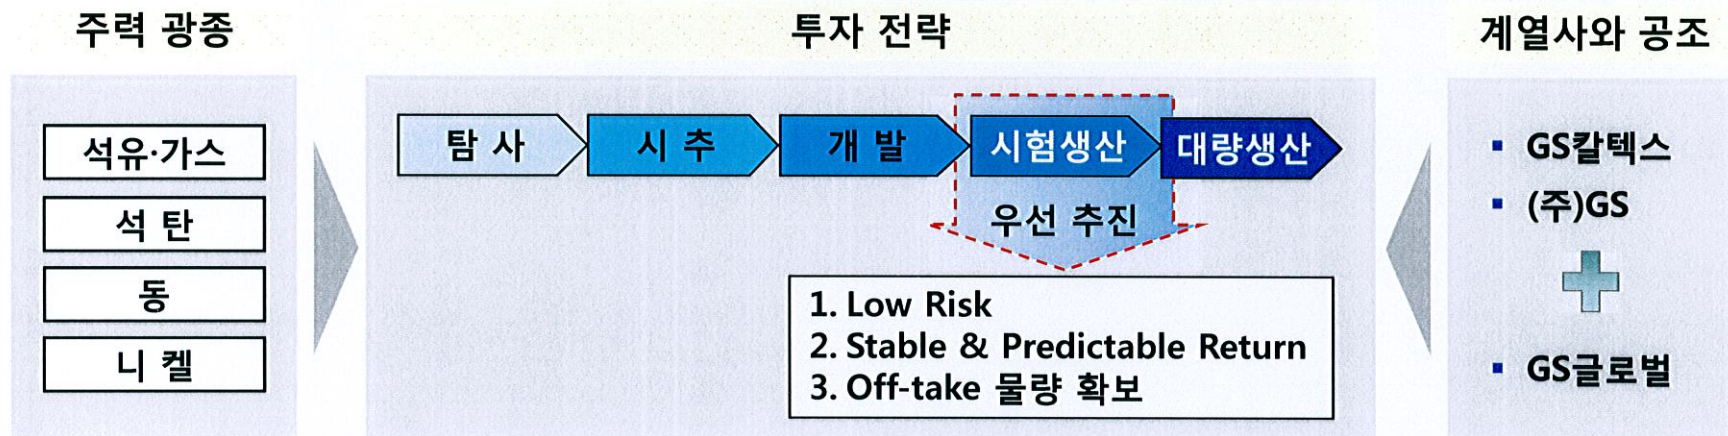 주력 광종
석유·가스
석 탄
동
니 켈
투자 전략
탐 사
시 추
개 발
시험생산
대량생산
우선 추진
1. Low Risk
2. Stable & Predictable Return
3. Off-take 물량 확보
계열사와 공조
▪ GS칼텍스
▪ (주)GS
▪ GS글로벌